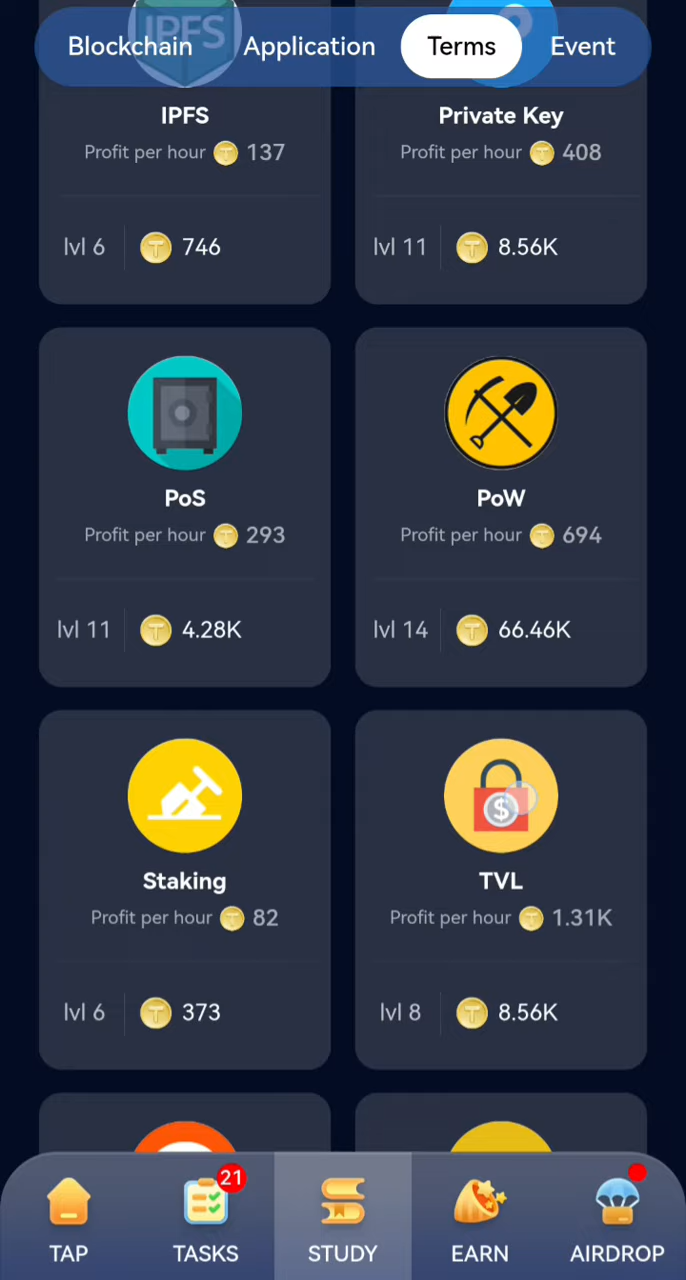 IPFS
Blockchain Application Terms Event
IPFS
Profit per hour 137
lvl 6 746
Private Key
Profit per hour 408
lvl 11 8.56K
PoS
Profit per hour 293
lvl 11 4.28K
PoW
Profit per hour 694
lvl 14 66.46K
Staking
Profit per hour 82
lvl 6 373
TVL
Profit per hour 1.31K
lvl 8 8.56K
21
TAP TASKS STUDY EARN AIRDROP